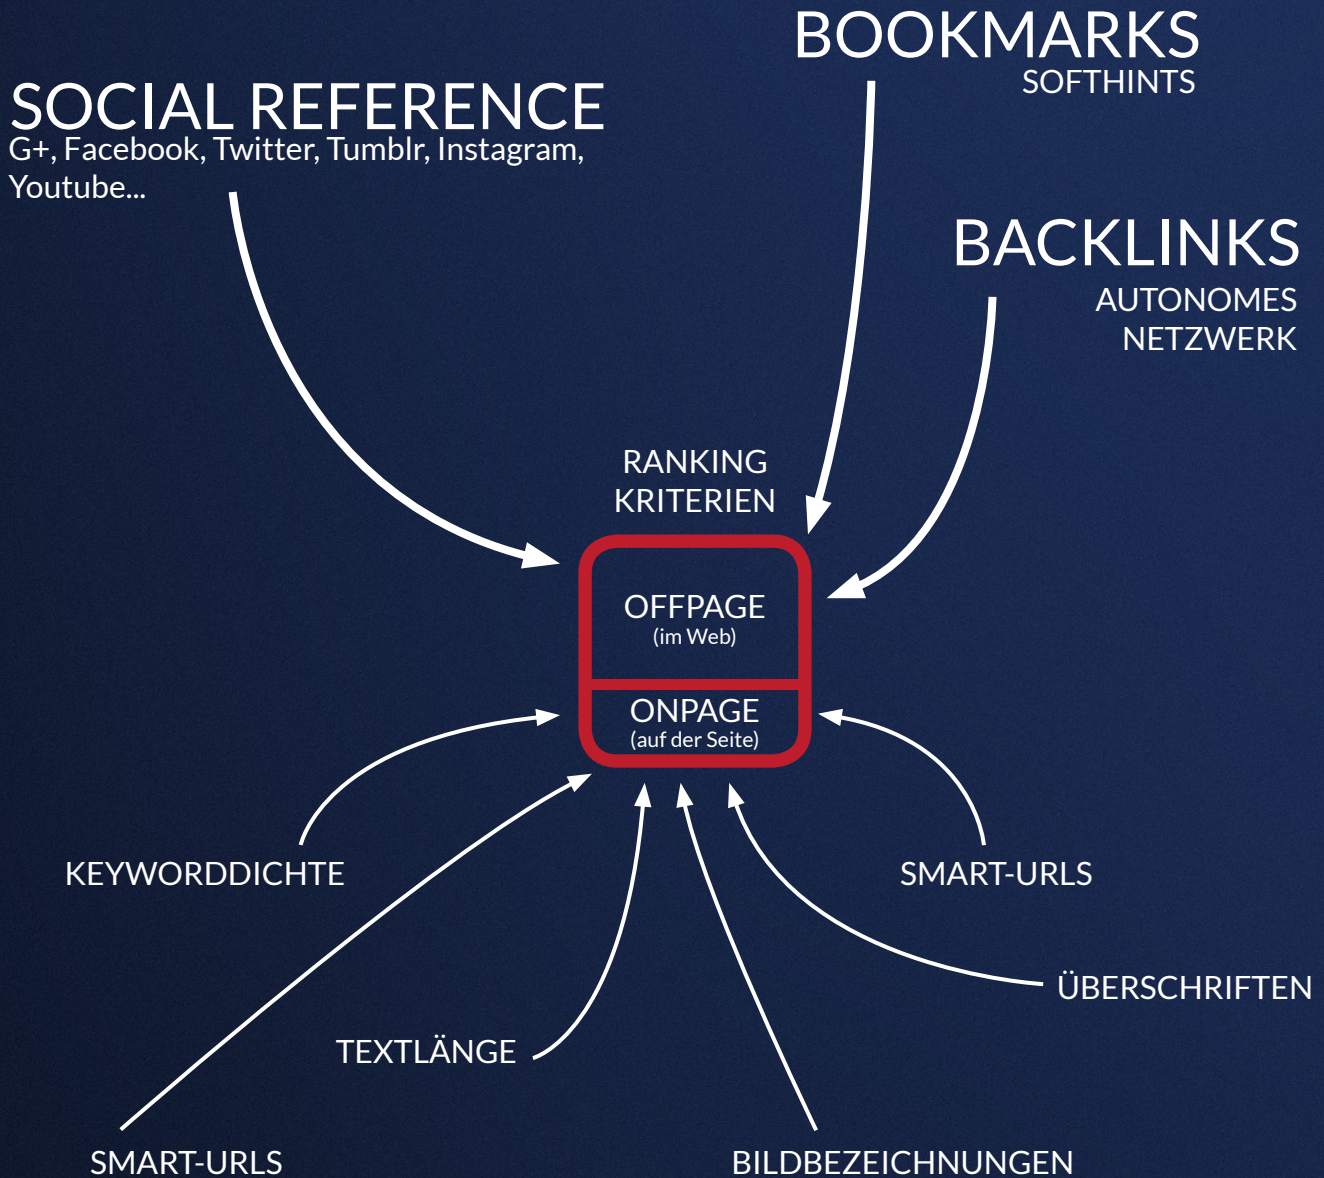 BOOKMARKS
SOFTHINTS
SOCIAL REFERENCE
G+, Facebook, Twitter, Tumblr, Instagram,
Youtube...
BACKLINKS
AUTONOMES
NETZWERK
RANKING
KRITERIEN
OFFPAGE
(im Web)
ONPAGE
(auf der Seite)
KEYWORDDICHTE
SMART-URLS
ÜBERSCHRIFTEN
TEXTLÄNGE
SMART-URLS
BILDBEZEICHNUNGEN